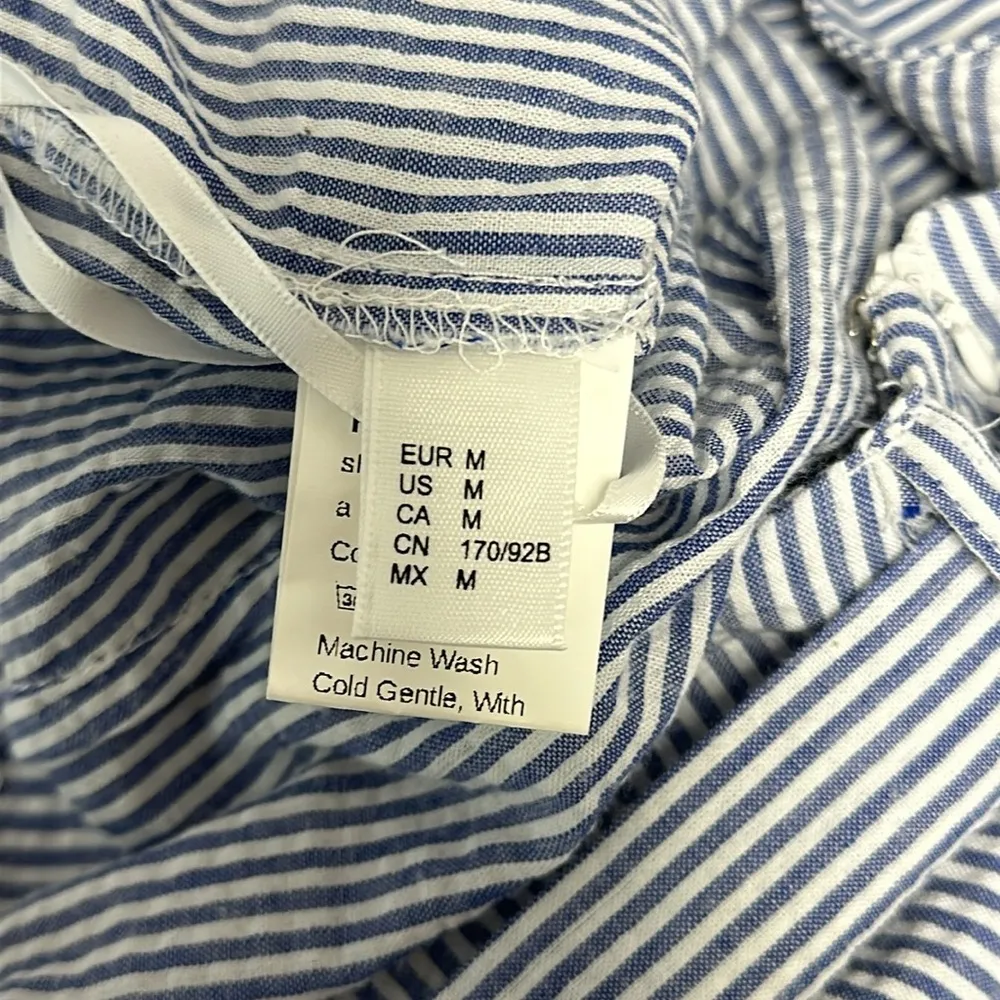 EUR M
US M
CA M
CN 170/92B
MX M
Machine Wash
Cold Gentle, With